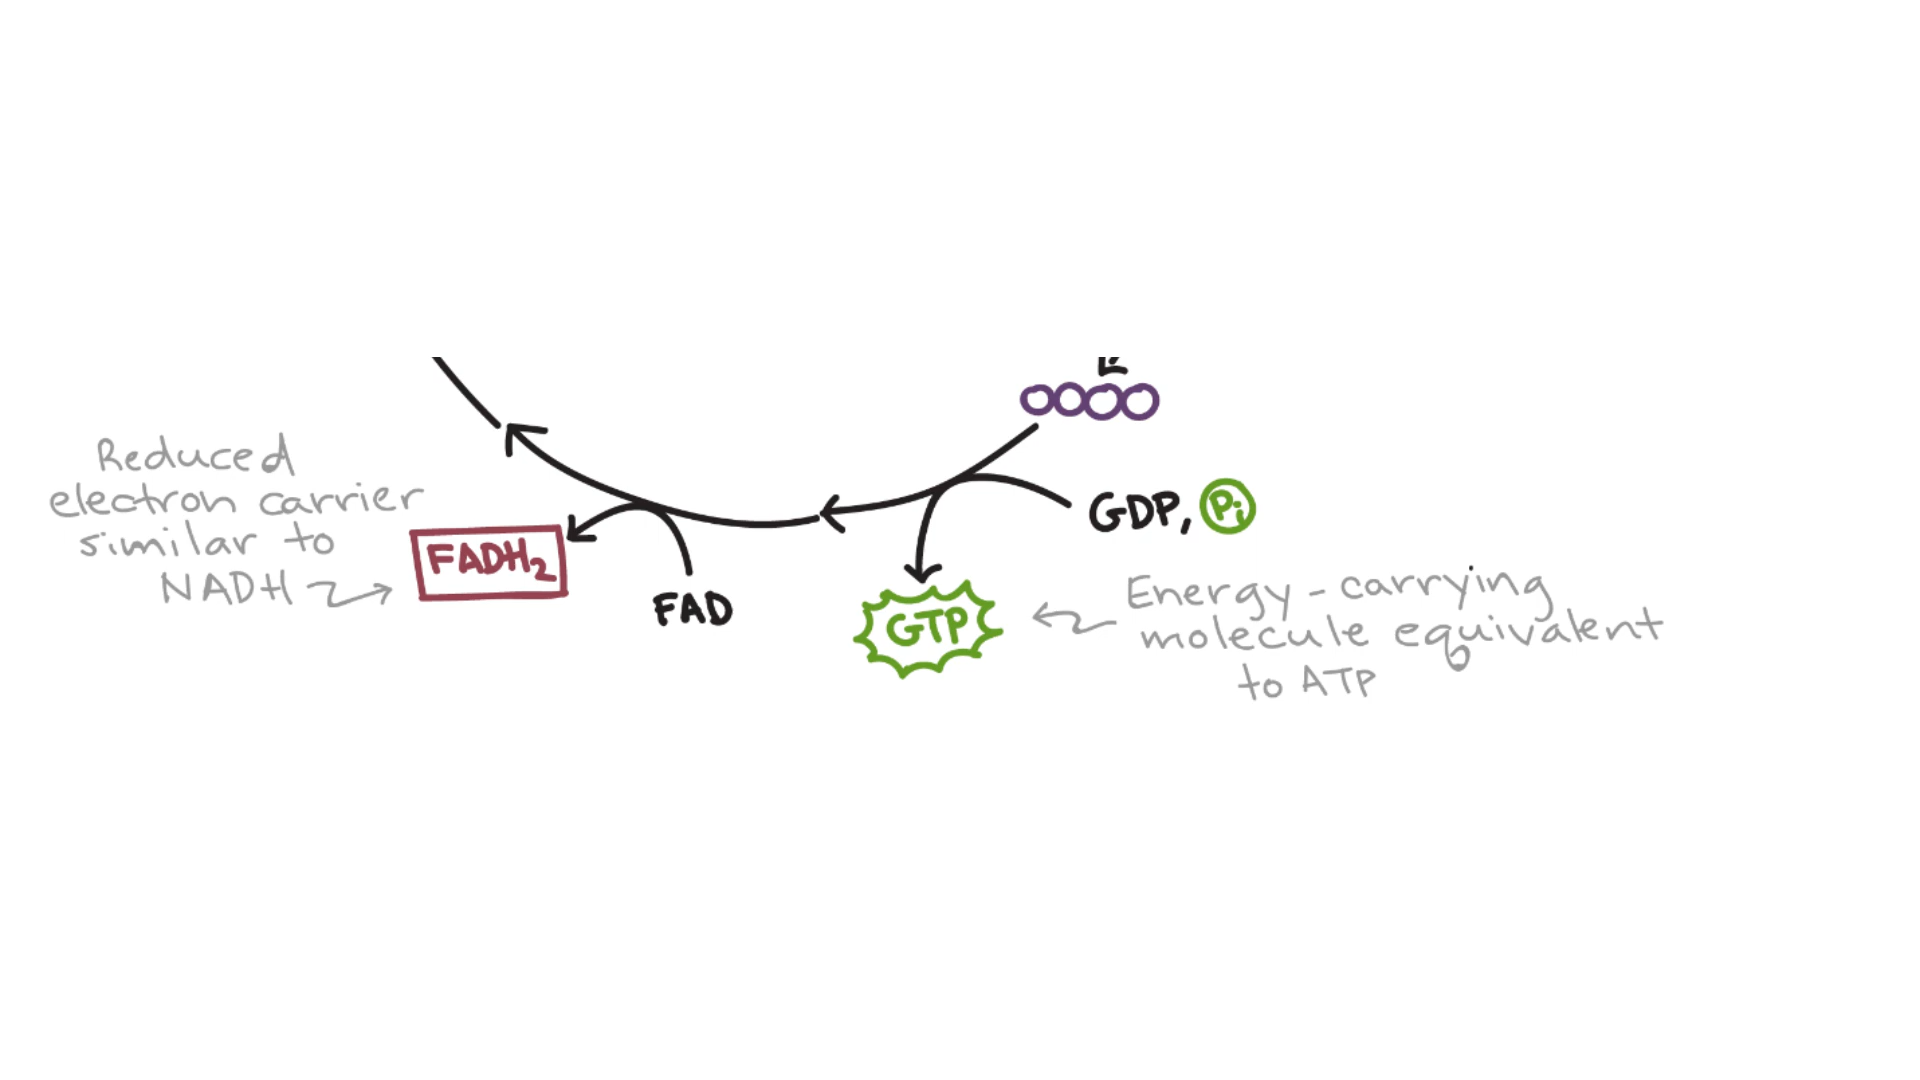 Reduced
electron carrier
similar to
NADH
FADH₂
FAD
GTP
GDP, Pi
Energy-carrying
molecule equivalent
to ATP